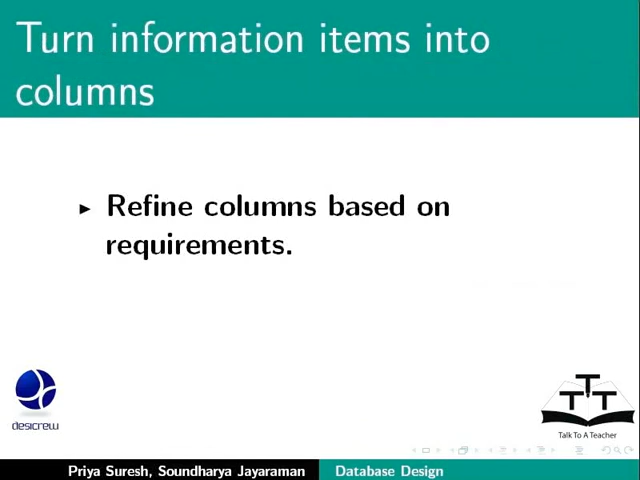 Turn information items into
columns
Refine columns based on
requirements.
desicrew
T
T T
Talk To A Teacher
Priya Suresh, Soundharya Jayaraman
Database Design